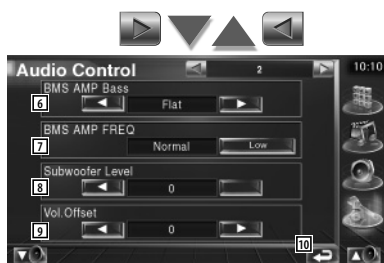 Audio Control 2 10:10
BMS AMP Bass
6 Flat
BMS AMP FREQ
7 Normal Low
Subwoofer Level
8 0
Vol.Offset
9 0
10